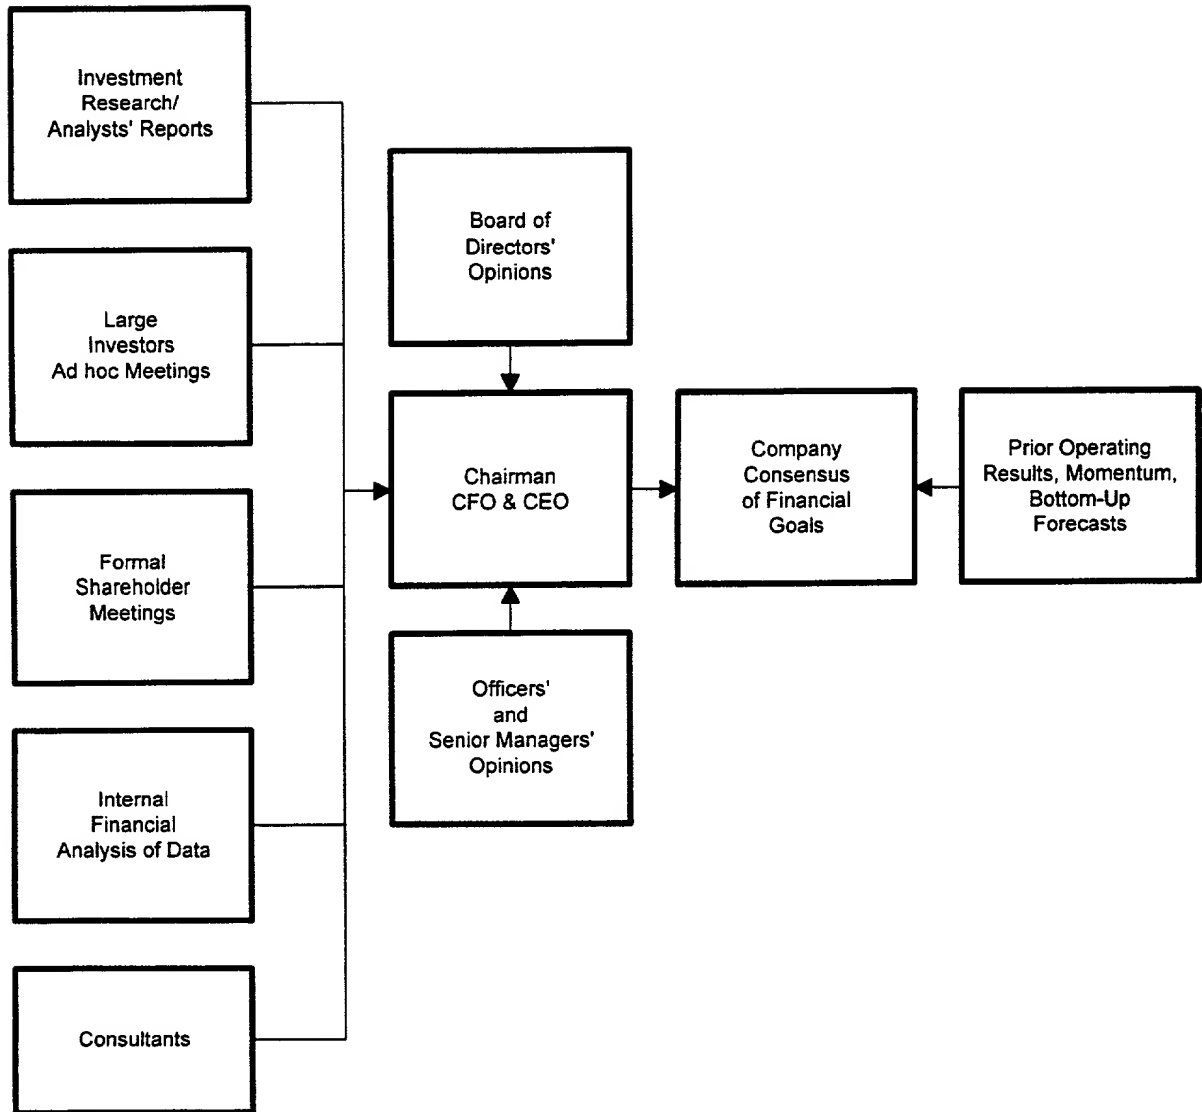 Investment
Research/
Analysts' Reports
Large
Investors
Ad hoc Meetings
Formal
Shareholder
Meetings
Internal
Financial
Analysis of Data
Consultants
Board of
Directors'
Opinions
Chairman
CFO & CEO
Officers'
and
Senior Managers'
Opinions
Company
Consensus
of Financial
Goals
Prior Operating
Results, Momentum,
Bottom-Up
Forecasts